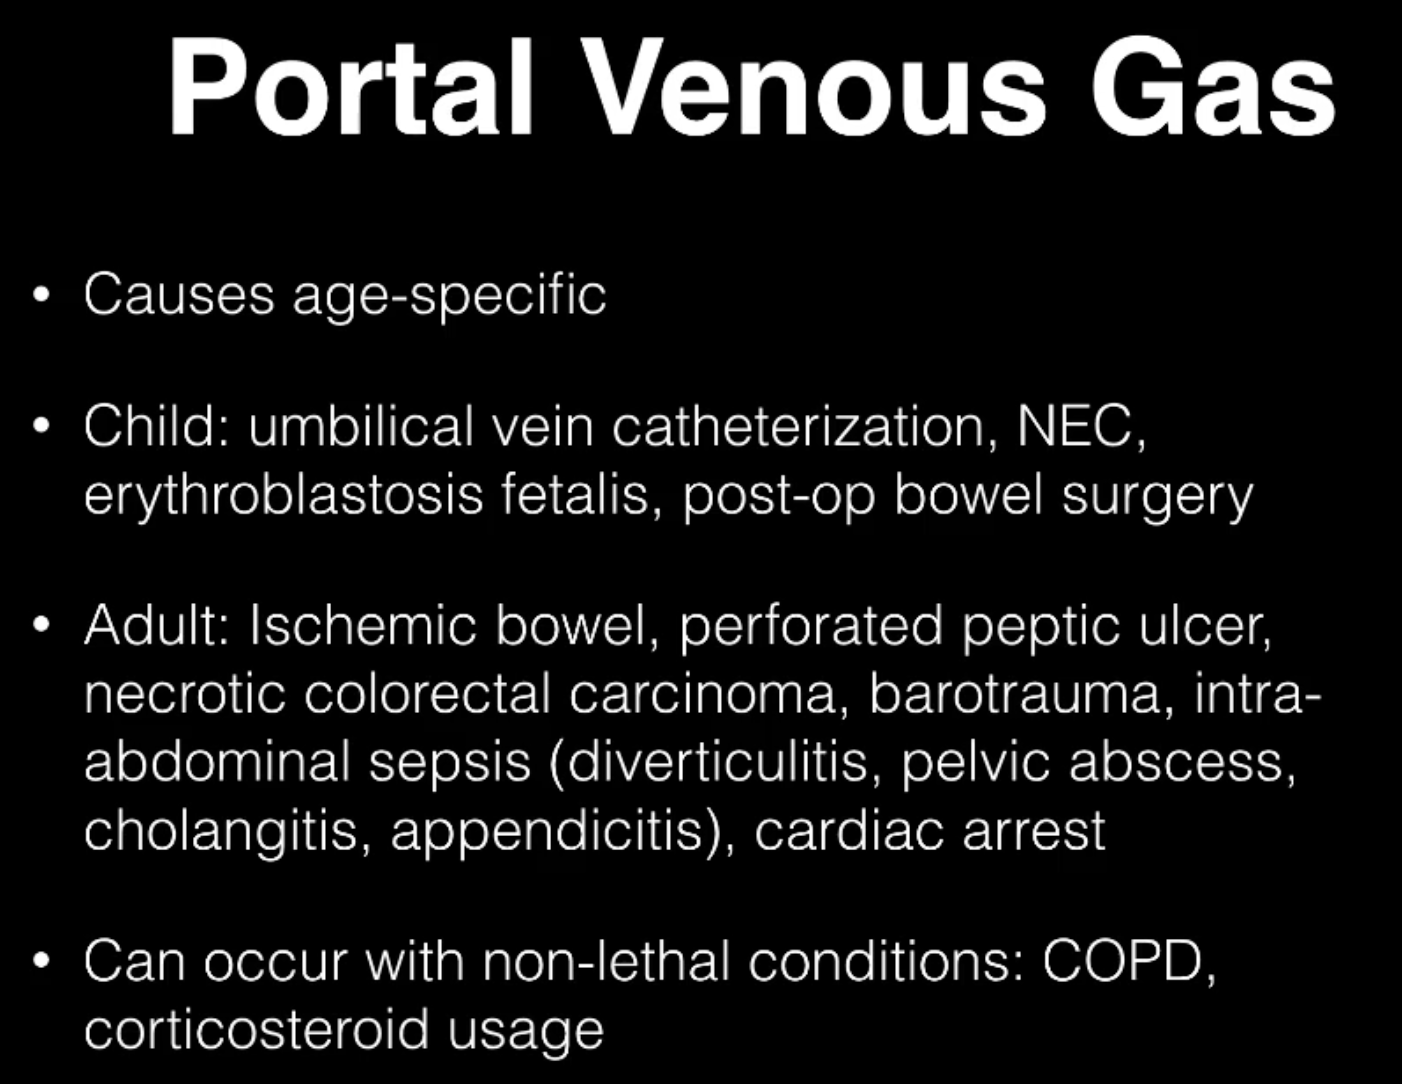 Portal Venous Gas
• Causes age-specific
• Child: umbilical vein catheterization, NEC,
erythroblastosis fetalis, post-op bowel surgery
• Adult: Ischemic bowel, perforated peptic ulcer,
necrotic colorectal carcinoma, barotrauma, intra-
abdominal sepsis (diverticulitis, pelvic abscess,
cholangitis, appendicitis), cardiac arrest
• Can occur with non-lethal conditions: COPD,
corticosteroid usage